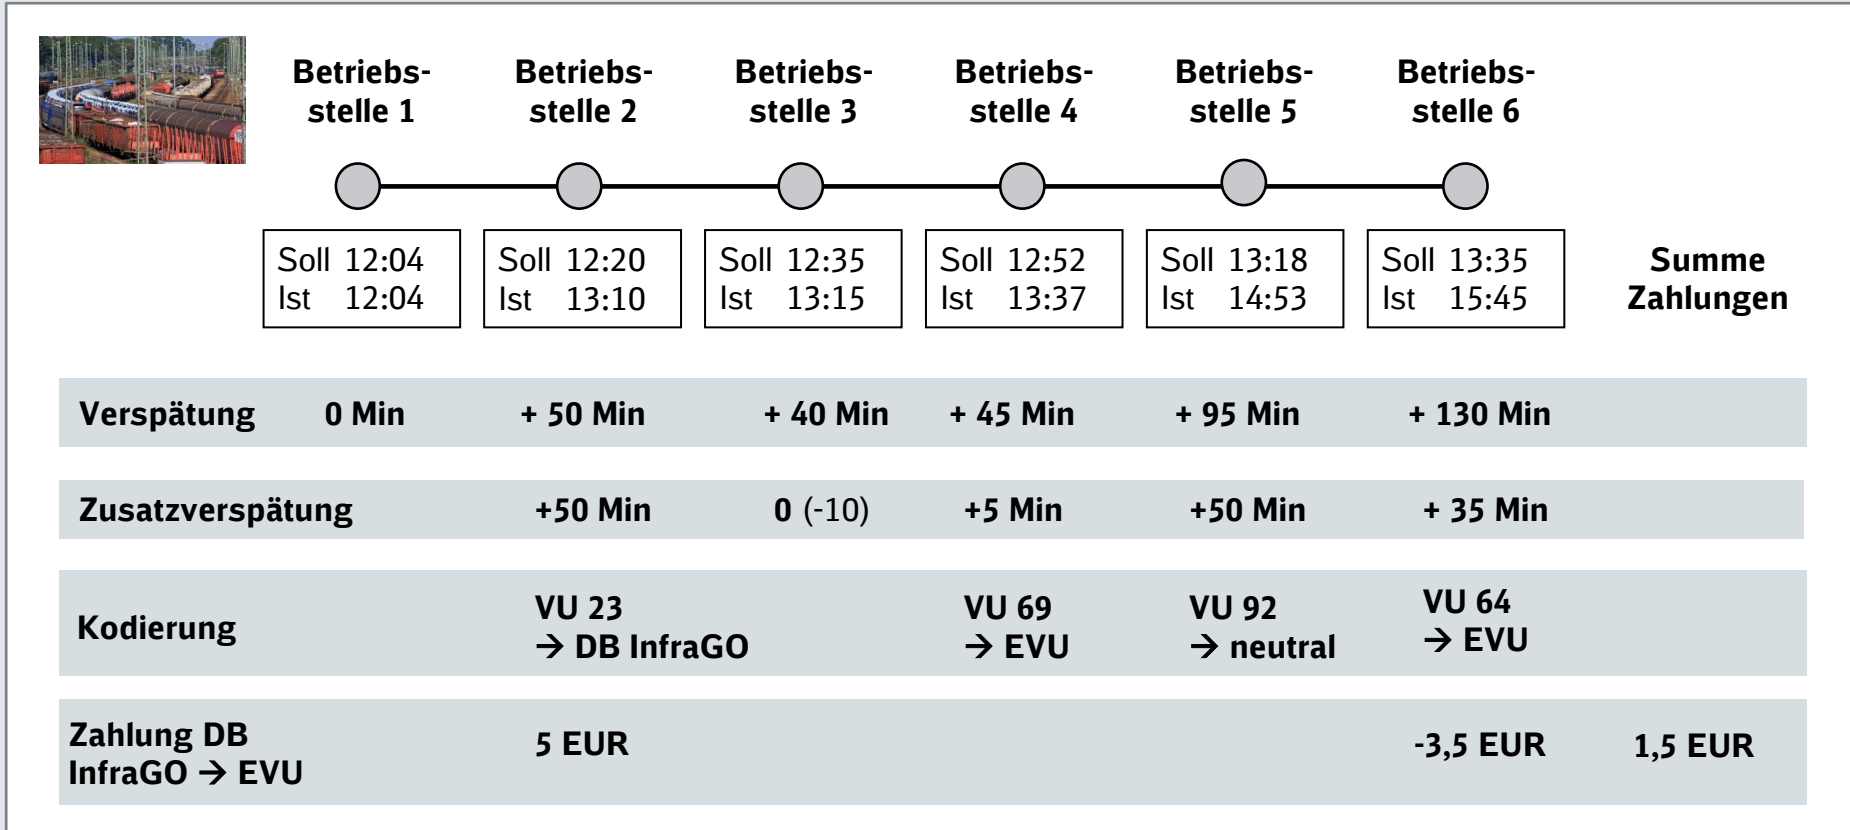 Betriebs-
stelle 1
Betriebs-
stelle 2
Betriebs-
stelle 3
Betriebs-
stelle 4
Betriebs-
stelle 5
Betriebs-
stelle 6
Soll 12:04
Ist 12:04
Soll 12:20
Ist 13:10
Soll 12:35
Ist 13:15
Soll 12:52
Ist 13:37
Soll 13:18
Ist 14:53
Soll 13:35
Ist 15:45
Summe
Zahlungen
Verspätung 0 Min + 50 Min + 40 Min + 45 Min + 95 Min + 130 Min
Zusatzverspätung +50 Min 0 (-10) +5 Min +50 Min + 35 Min
Kodierung
VU 23
→ DB InfraGO
VU 69
→ EVU
VU 92
→ neutral
VU 64
→ EVU
Zahlung DB
InfraGO → EVU
5 EUR -3,5 EUR 1,5 EUR